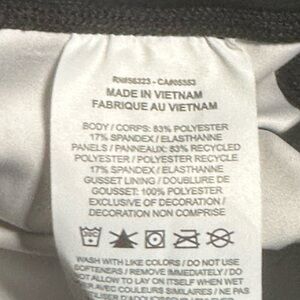 RN#56323 - CA#05553
MADE IN VIETNAM
FABRIQUE AU VIETNAM
BODY / CORPS: 83% POLYESTER
17% SPANDEX / ELASTHANNE
PANELS / PANNEAUX: 83% RECYCLED
POLYESTER / POLYESTER RECYCLE
17% SPANDEX / ELASTHANNE
GUSSET LINING / DOUBLURE DE
GOUSSET: 100% POLYESTER
EXCLUSIVE OF DECORATION /
DECORATION NON COMPRISE
WASH WITH LIKE COLORS / DO NOT USE
SOFTENERS / REMOVE IMMEDIATELY / DO
NOT ALLOW TO LAY ON ITSELF WHEN WET
AVEC COULEURS SIMILAIRES / NE PAS